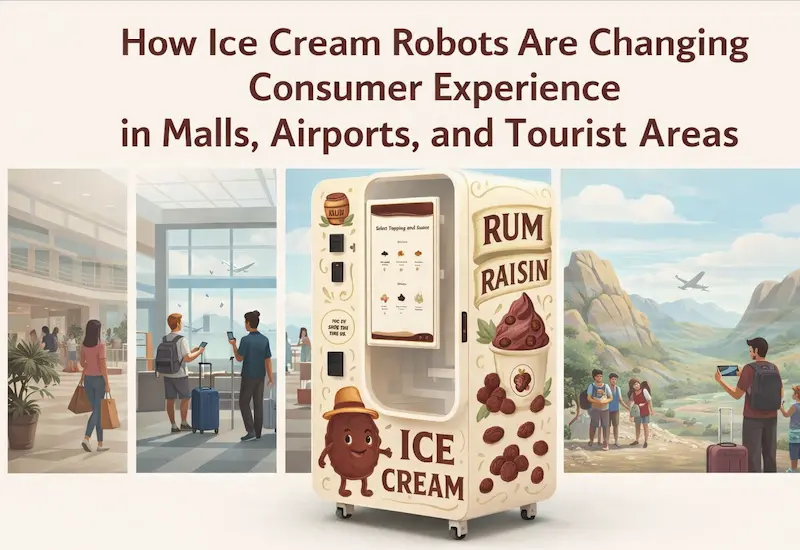 How Ice Cream Robots Are Changing
Consumer Experience
in Malls, Airports, and Tourist Areas
Select Topping and Sauce
RUM
RAISIN
ICE
CREAM